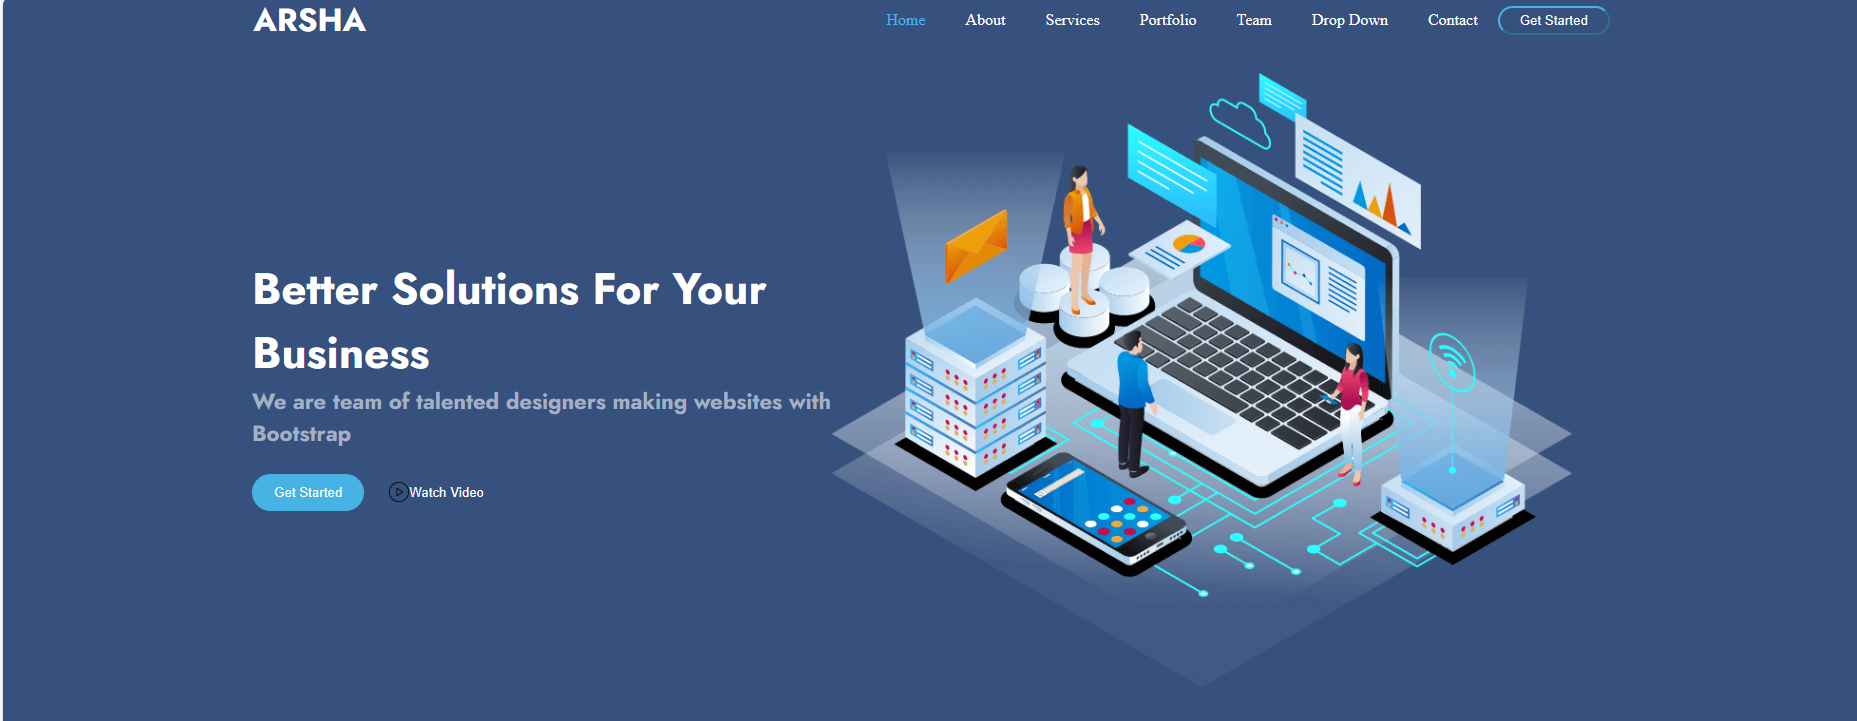 ARSHA
Home About Services Portfolio Team Drop Down Contact Get Started
Better Solutions For Your
Business
We are team of talented designers making websites with
Bootstrap
Get Started Watch Video